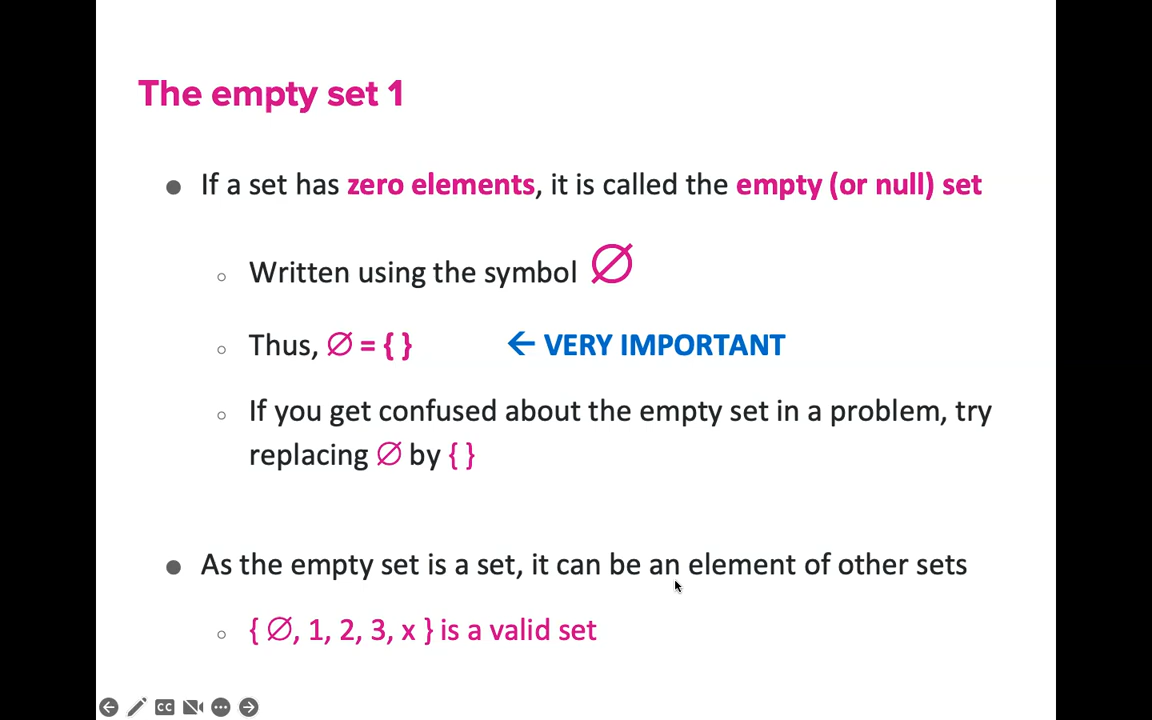 The empty set 1
● If a set has zero elements, it is called the empty (or null) set
○ Written using the symbol ∅
○ Thus, ∅ = { } ← VERY IMPORTANT
○ If you get confused about the empty set in a problem, try
replacing ∅ by { }
● As the empty set is a set, it can be an element of other sets
○ { ∅, 1, 2, 3, x } is a valid set
CC